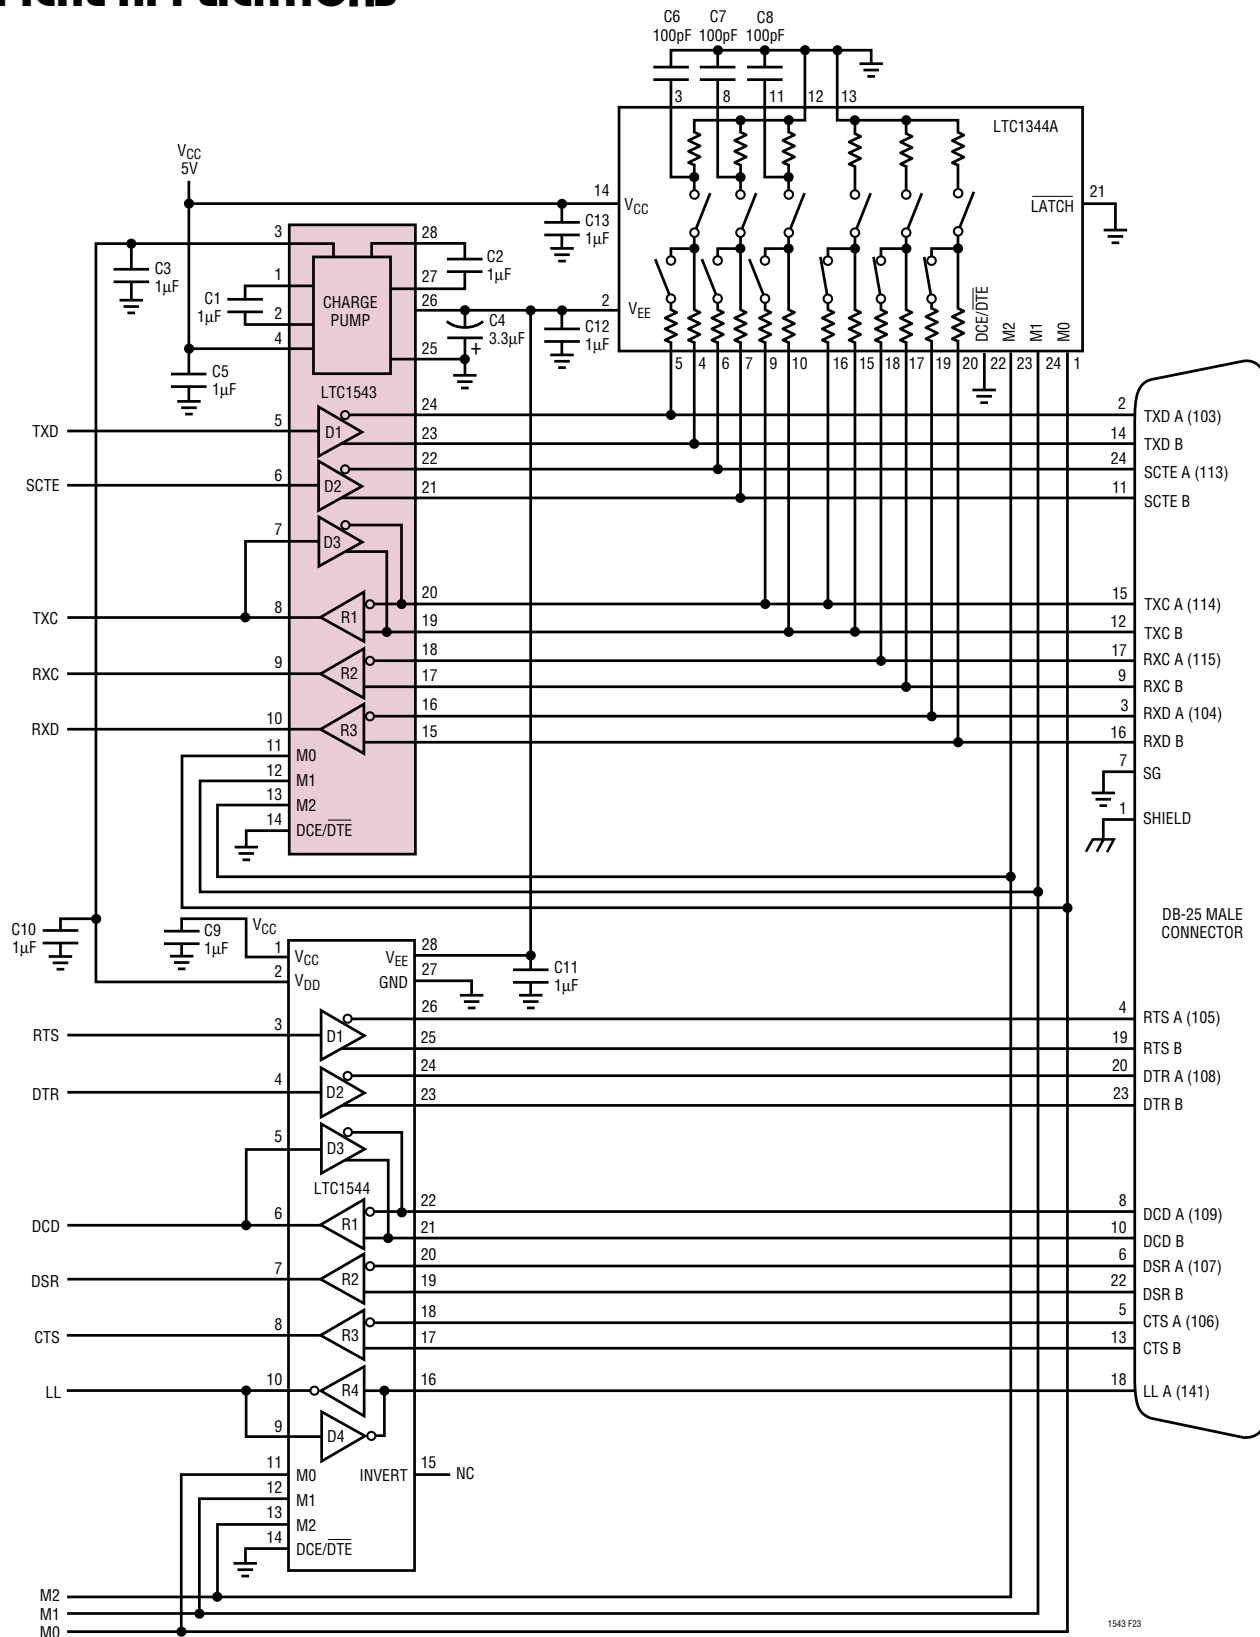 C6 C7 C8
100pF 100pF 100pF
3 8 11 12 13
LTC1344A
VCC
5V
14
VCC
LATCH
21
C13
1µF
3
28
C3
1µF
C2
1µF
1
27
C1
1µF
CHARGE
PUMP
2
26
2
VEE
4
C4
3.3µF
+
C12
1µF
25
DCE/DTE
M2
M1
M0
C5
1µF
LTC1543
5 4 6 7 9 10 16 15 18 17 19 20 22 23 24 1
TXD
5
D1
24
2
TXD A (103)
23
14
TXD B
SCTE
6
D2
22
24
SCTE A (113)
21
11
SCTE B
7
D3
TXC
8
R1
20
15
TXC A (114)
19
12
TXC B
RXC
9
R2
18
17
RXC A (115)
17
9
RXC B
RXD
10
R3
16
3
RXD A (104)
15
16
RXD B
11
M0
7
SG
12
M1
13
M2
1
SHIELD
14
DCE/DTE
DB-25 MALE
CONNECTOR
C10
1µF
C9
1µF
VCC
1
VCC
VEE
28
2
VDD
GND
27
C11
1µF
RTS
3
D1
26
4
RTS A (105)
25
19
RTS B
DTR
4
D2
24
20
DTR A (108)
23
23
DTR B
5
D3
LTC1544
DCD
6
R1
22
8
DCD A (109)
21
10
DCD B
DSR
7
R2
20
6
DSR A (107)
19
22
DSR B
CTS
8
R3
18
5
CTS A (106)
17
13
CTS B
LL
10
R4
16
18
LL A (141)
9
D4
11
M0
INVERT
15
NC
12
M1
13
M2
14
DCE/DTE
M2
M1
M0
1543 F23